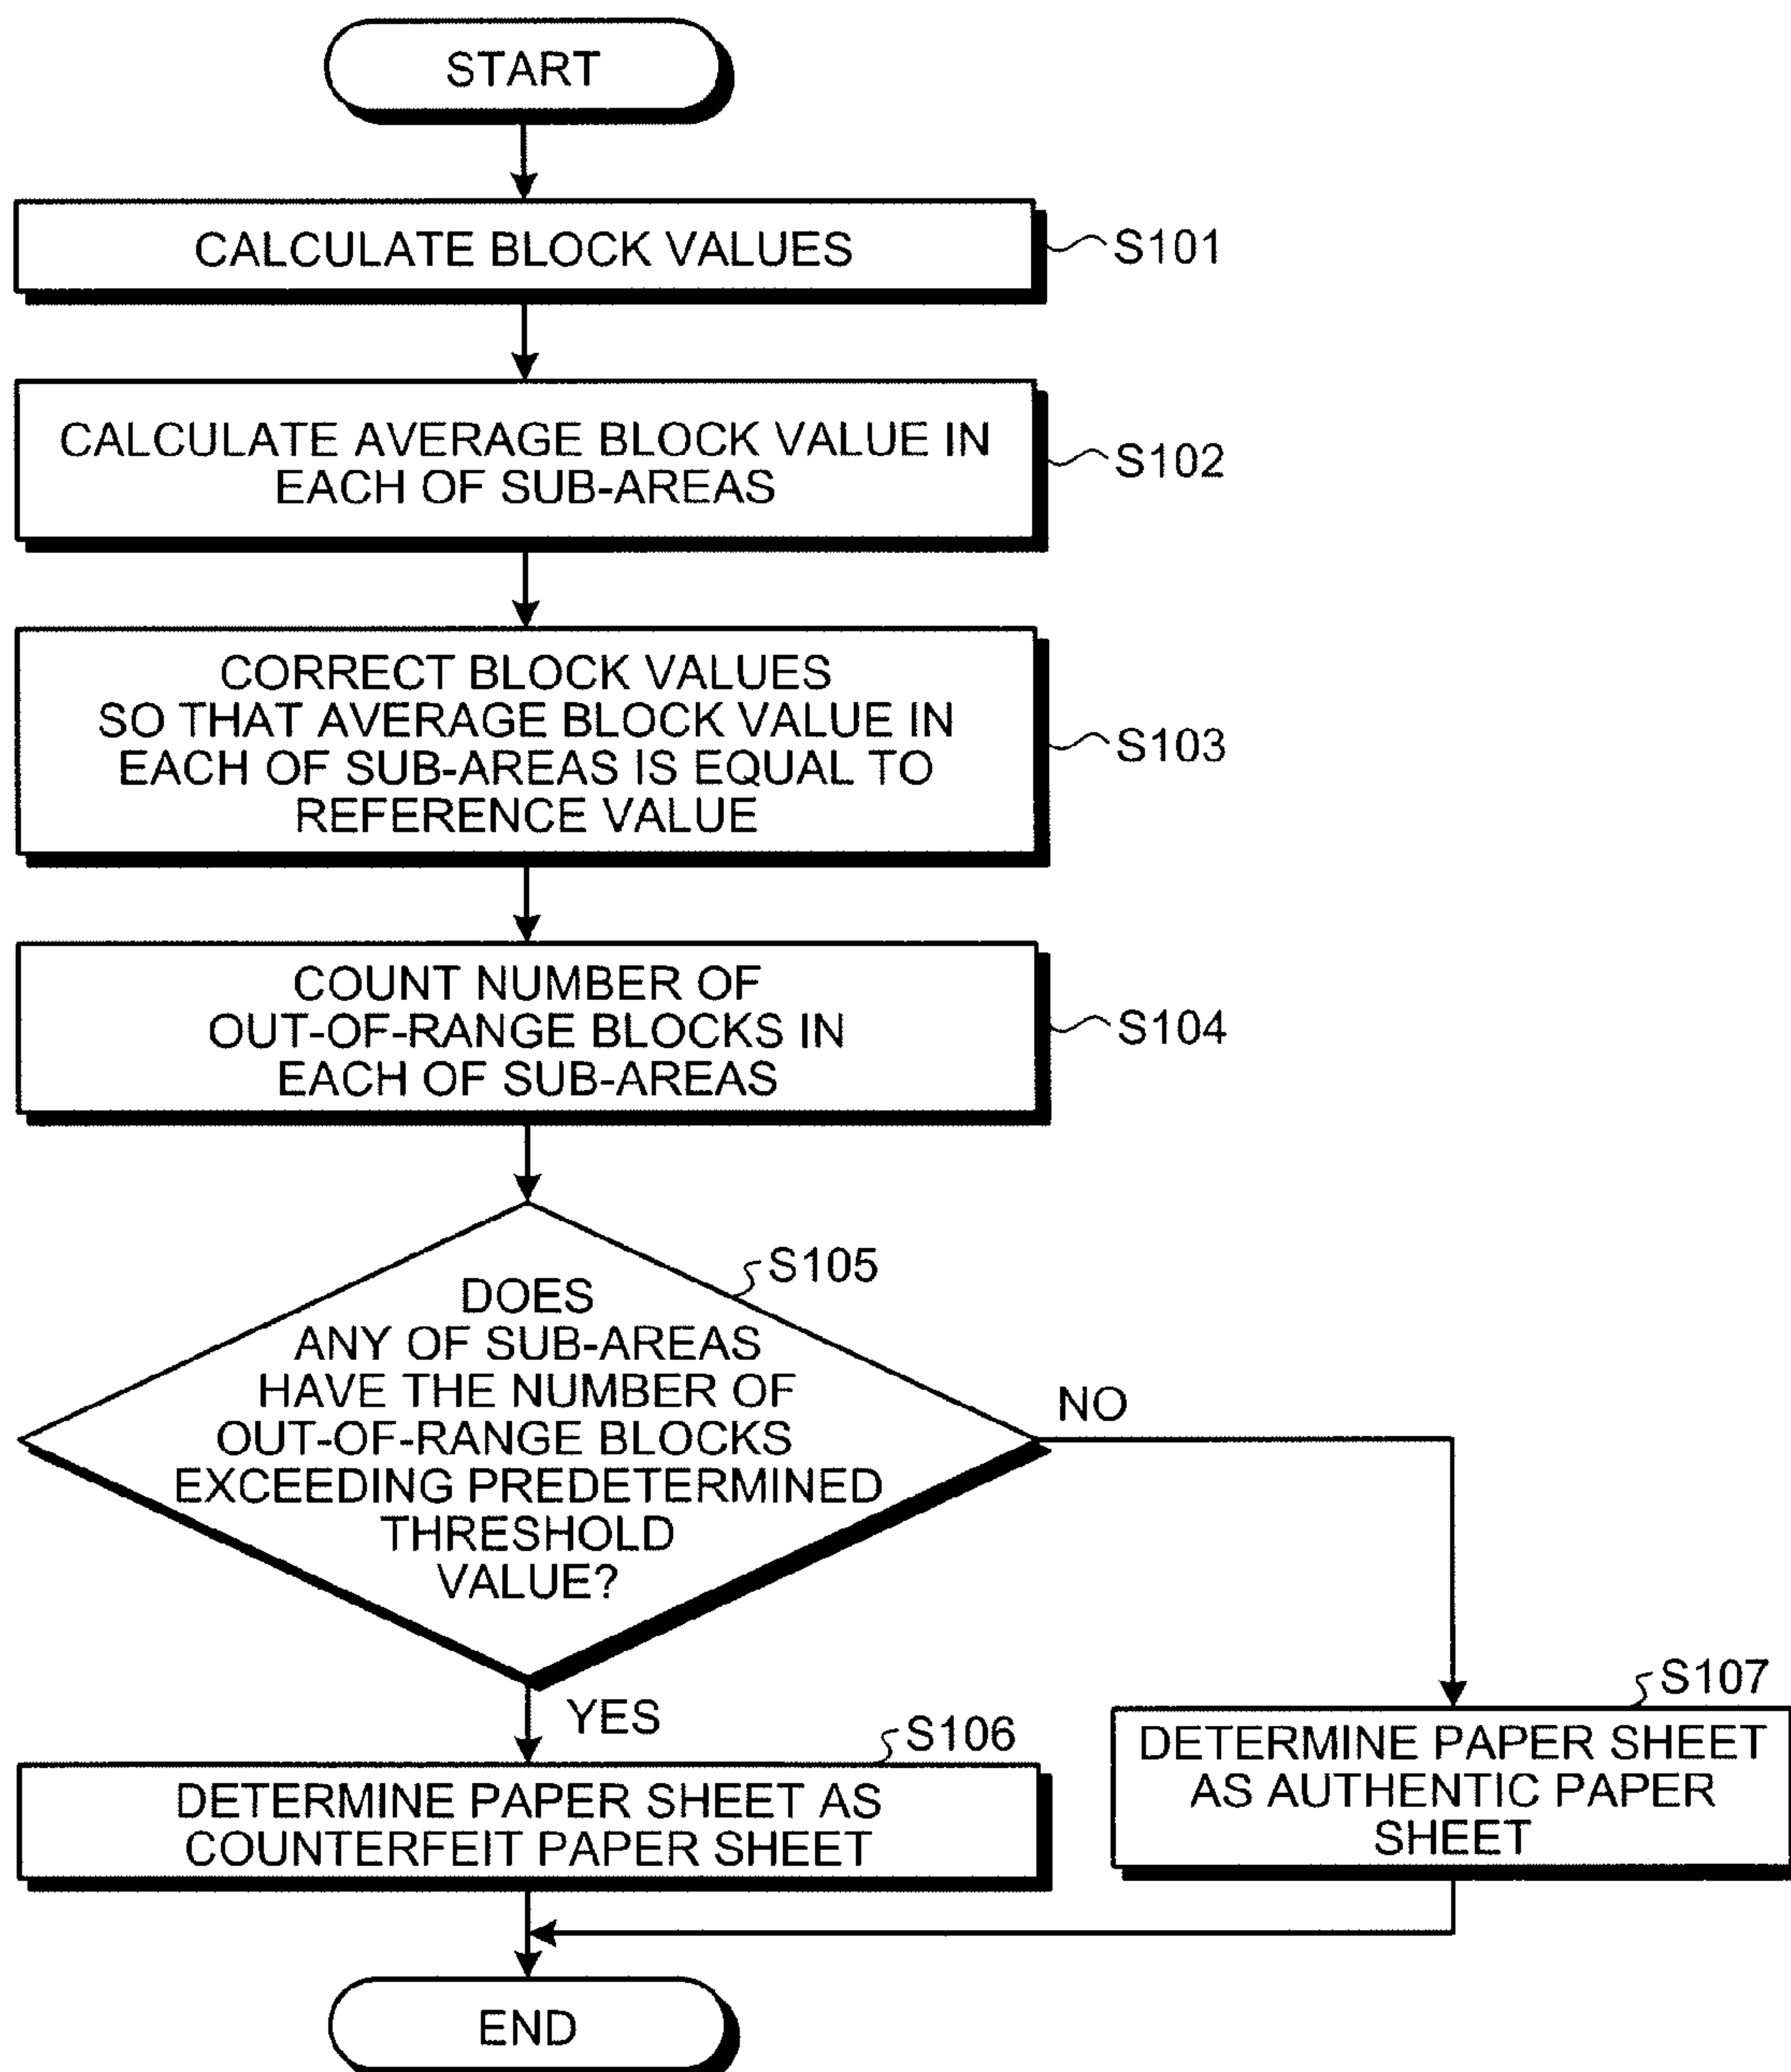 START
CALCULATE BLOCK VALUES
S101
CALCULATE AVERAGE BLOCK VALUE IN
EACH OF SUB-AREAS
S102
CORRECT BLOCK VALUES
SO THAT AVERAGE BLOCK VALUE IN
EACH OF SUB-AREAS IS EQUAL TO
REFERENCE VALUE
S103
COUNT NUMBER OF
OUT-OF-RANGE BLOCKS IN
EACH OF SUB-AREAS
S104
S105
DOES
ANY OF SUB-AREAS
HAVE THE NUMBER OF
OUT-OF-RANGE BLOCKS
EXCEEDING PREDETERMINED
THRESHOLD
VALUE?
NO
YES
S106
DETERMINE PAPER SHEET AS
COUNTERFEIT PAPER SHEET
S107
DETERMINE PAPER SHEET
AS AUTHENTIC PAPER
SHEET
END